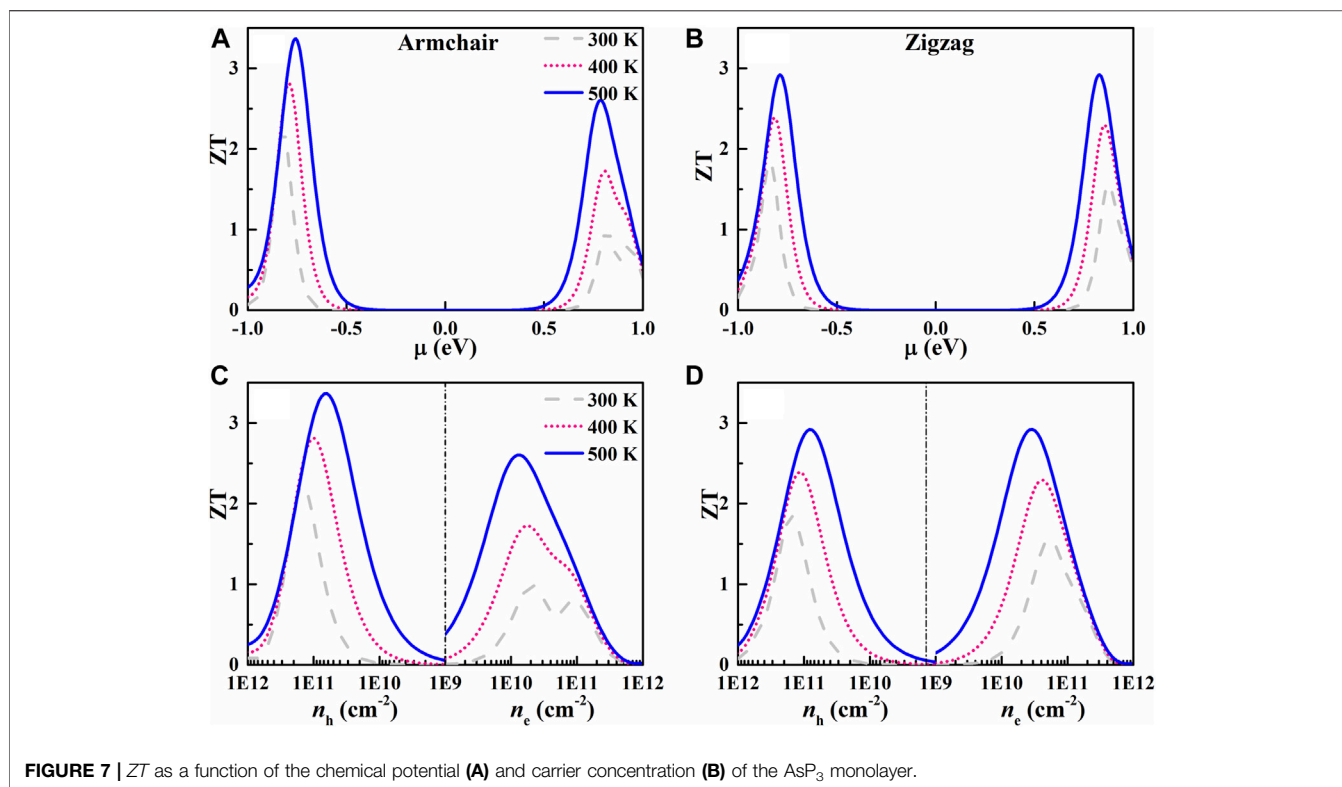 A
Armchair
300 K
400 K
500 K
3
2
1
0
ZT
-1.0 -0.5 0.0 0.5 1.0
μ (eV)
B
Zigzag
3
2
1
0
ZT
-1.0 -0.5 0.0 0.5 1.0
μ (eV)
C
300 K
400 K
500 K
3
2
1
0
ZT
1E12 1E11 1E10 1E9 1E10 1E11 1E12
nh (cm-2) ne (cm-2)
D
3
2
1
0
ZT
1E12 1E11 1E10 1E9 1E10 1E11 1E12
nh (cm-2) ne (cm-2)
FIGURE 7 | ZT as a function of the chemical potential (A) and carrier concentration (B) of the AsP3 monolayer.